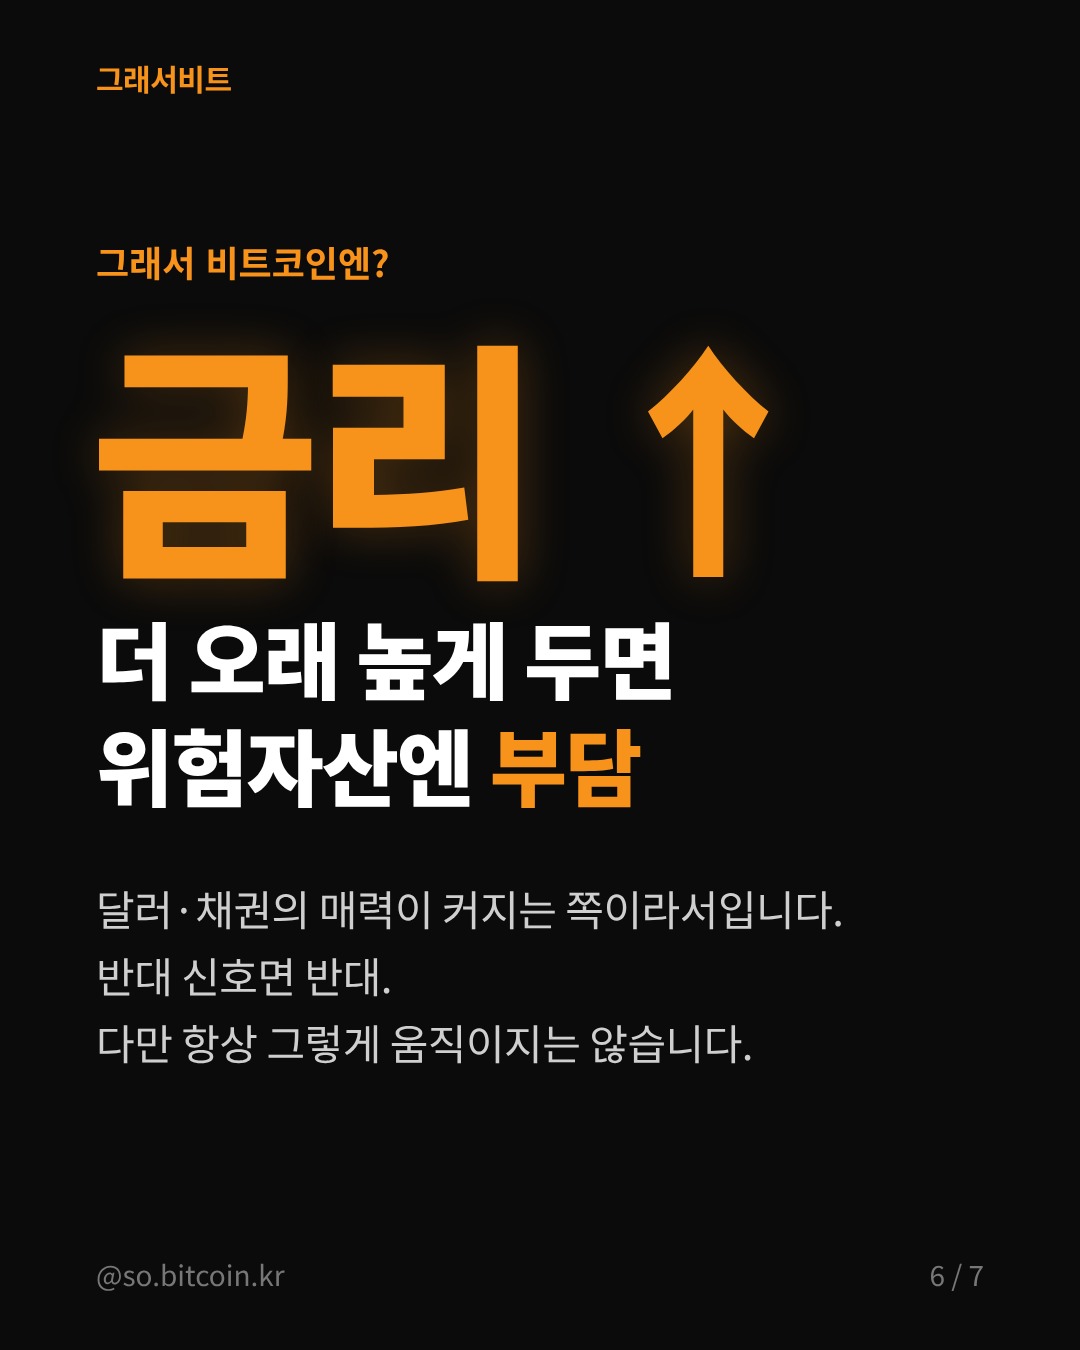 그래서비트
그래서 비트코인엔?
금리 ↑
더 오래 높게 두면
위험자산엔 부담
달러·채권의 매력이 커지는 쪽이라서입니다.
반대 신호면 반대.
다만 항상 그렇게 움직이지는 않습니다.
@so.bitcoin.kr
6 / 7